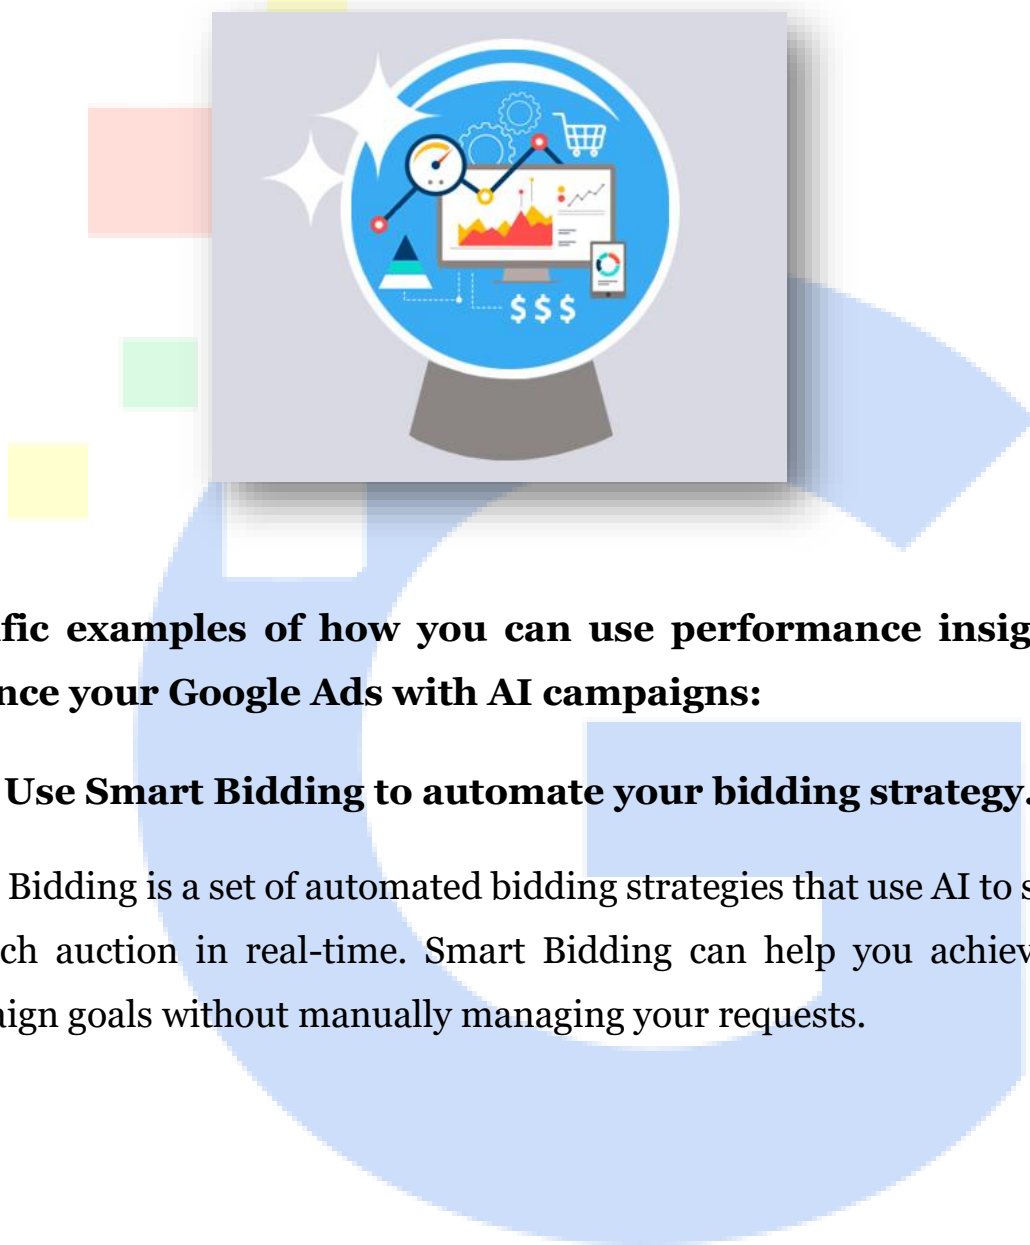 $ $ $
ific examples of how you can use performance insig
nce your Google Ads with AI campaigns:
Use Smart Bidding to automate your bidding strategy.
Bidding is a set of automated bidding strategies that use AI to s
ch auction in real-time. Smart Bidding can help you achiev
aign goals without manually managing your requests.